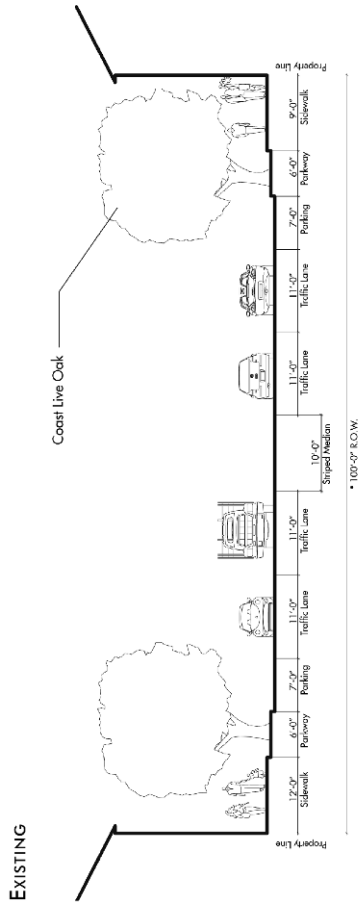 EXISTING
Coast Live Oak
Property Line
12'-0"
Sidewalk
6'-0"
Parkway
7'-0"
Parking
11'-0"
Traffic Lane
11'-0"
Traffic Lane
10'-0"
Striped Median
11'-0"
Traffic Lane
11'-0"
Traffic Lane
7'-0"
Parking
6'-0"
Parkway
9'-0"
Sidewalk
Property Line
* 100'-0" R.O.W.